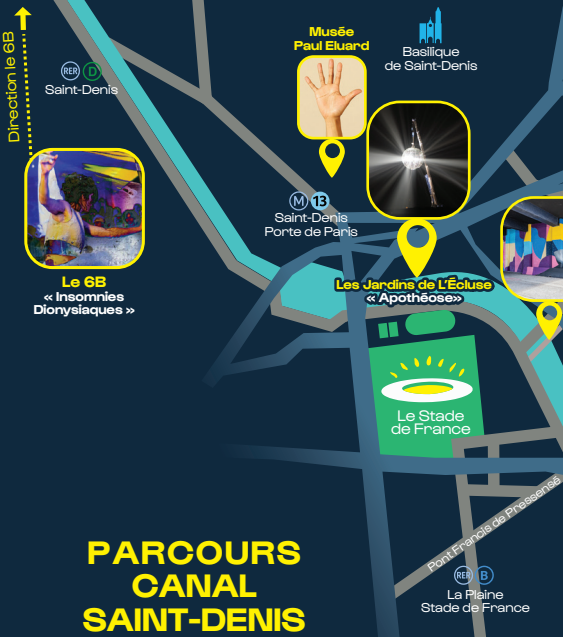 Direction le 6B
RER D
Saint-Denis
Musée
Paul Eluard
Basilique
de Saint-Denis
M 13
Saint-Denis
Porte de Paris
Le 6B
« Insomnies
Dionysiaques »
Les Jardins de L'Écluse
« Apothéose»
Le Stade
de France
Pont Francis de Pressensé
RER B
La Plaine
Stade de France
PARCOURS
CANAL
SAINT-DENIS